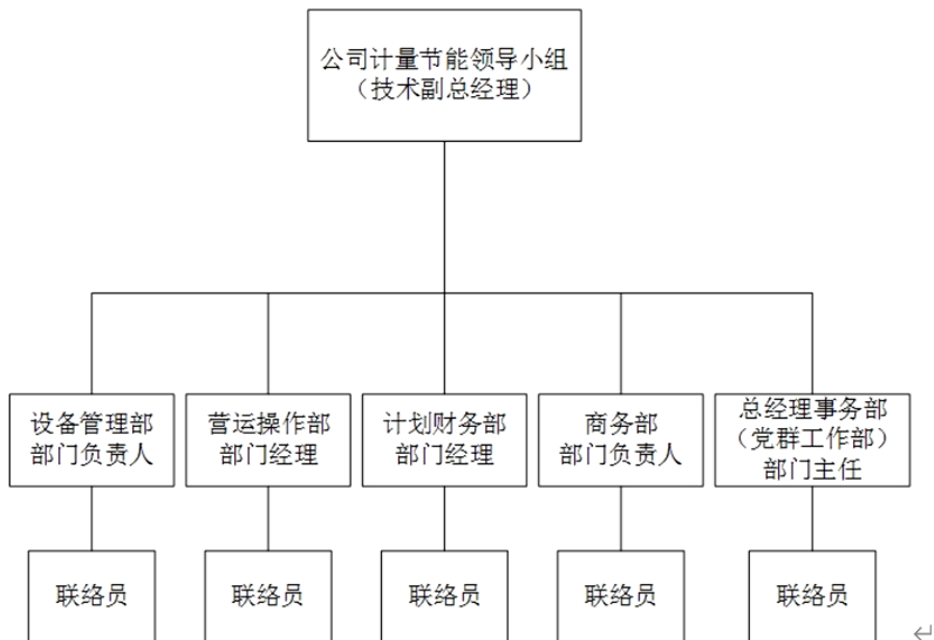 公司计量节能领导小组
（技术副总经理）
设备管理部
部门负责人
营运操作部
部门经理
计划财务部
部门经理
商务部
部门负责人
总经理事务部
（党群工作部）
部门主任
联络员
联络员
联络员
联络员
联络员